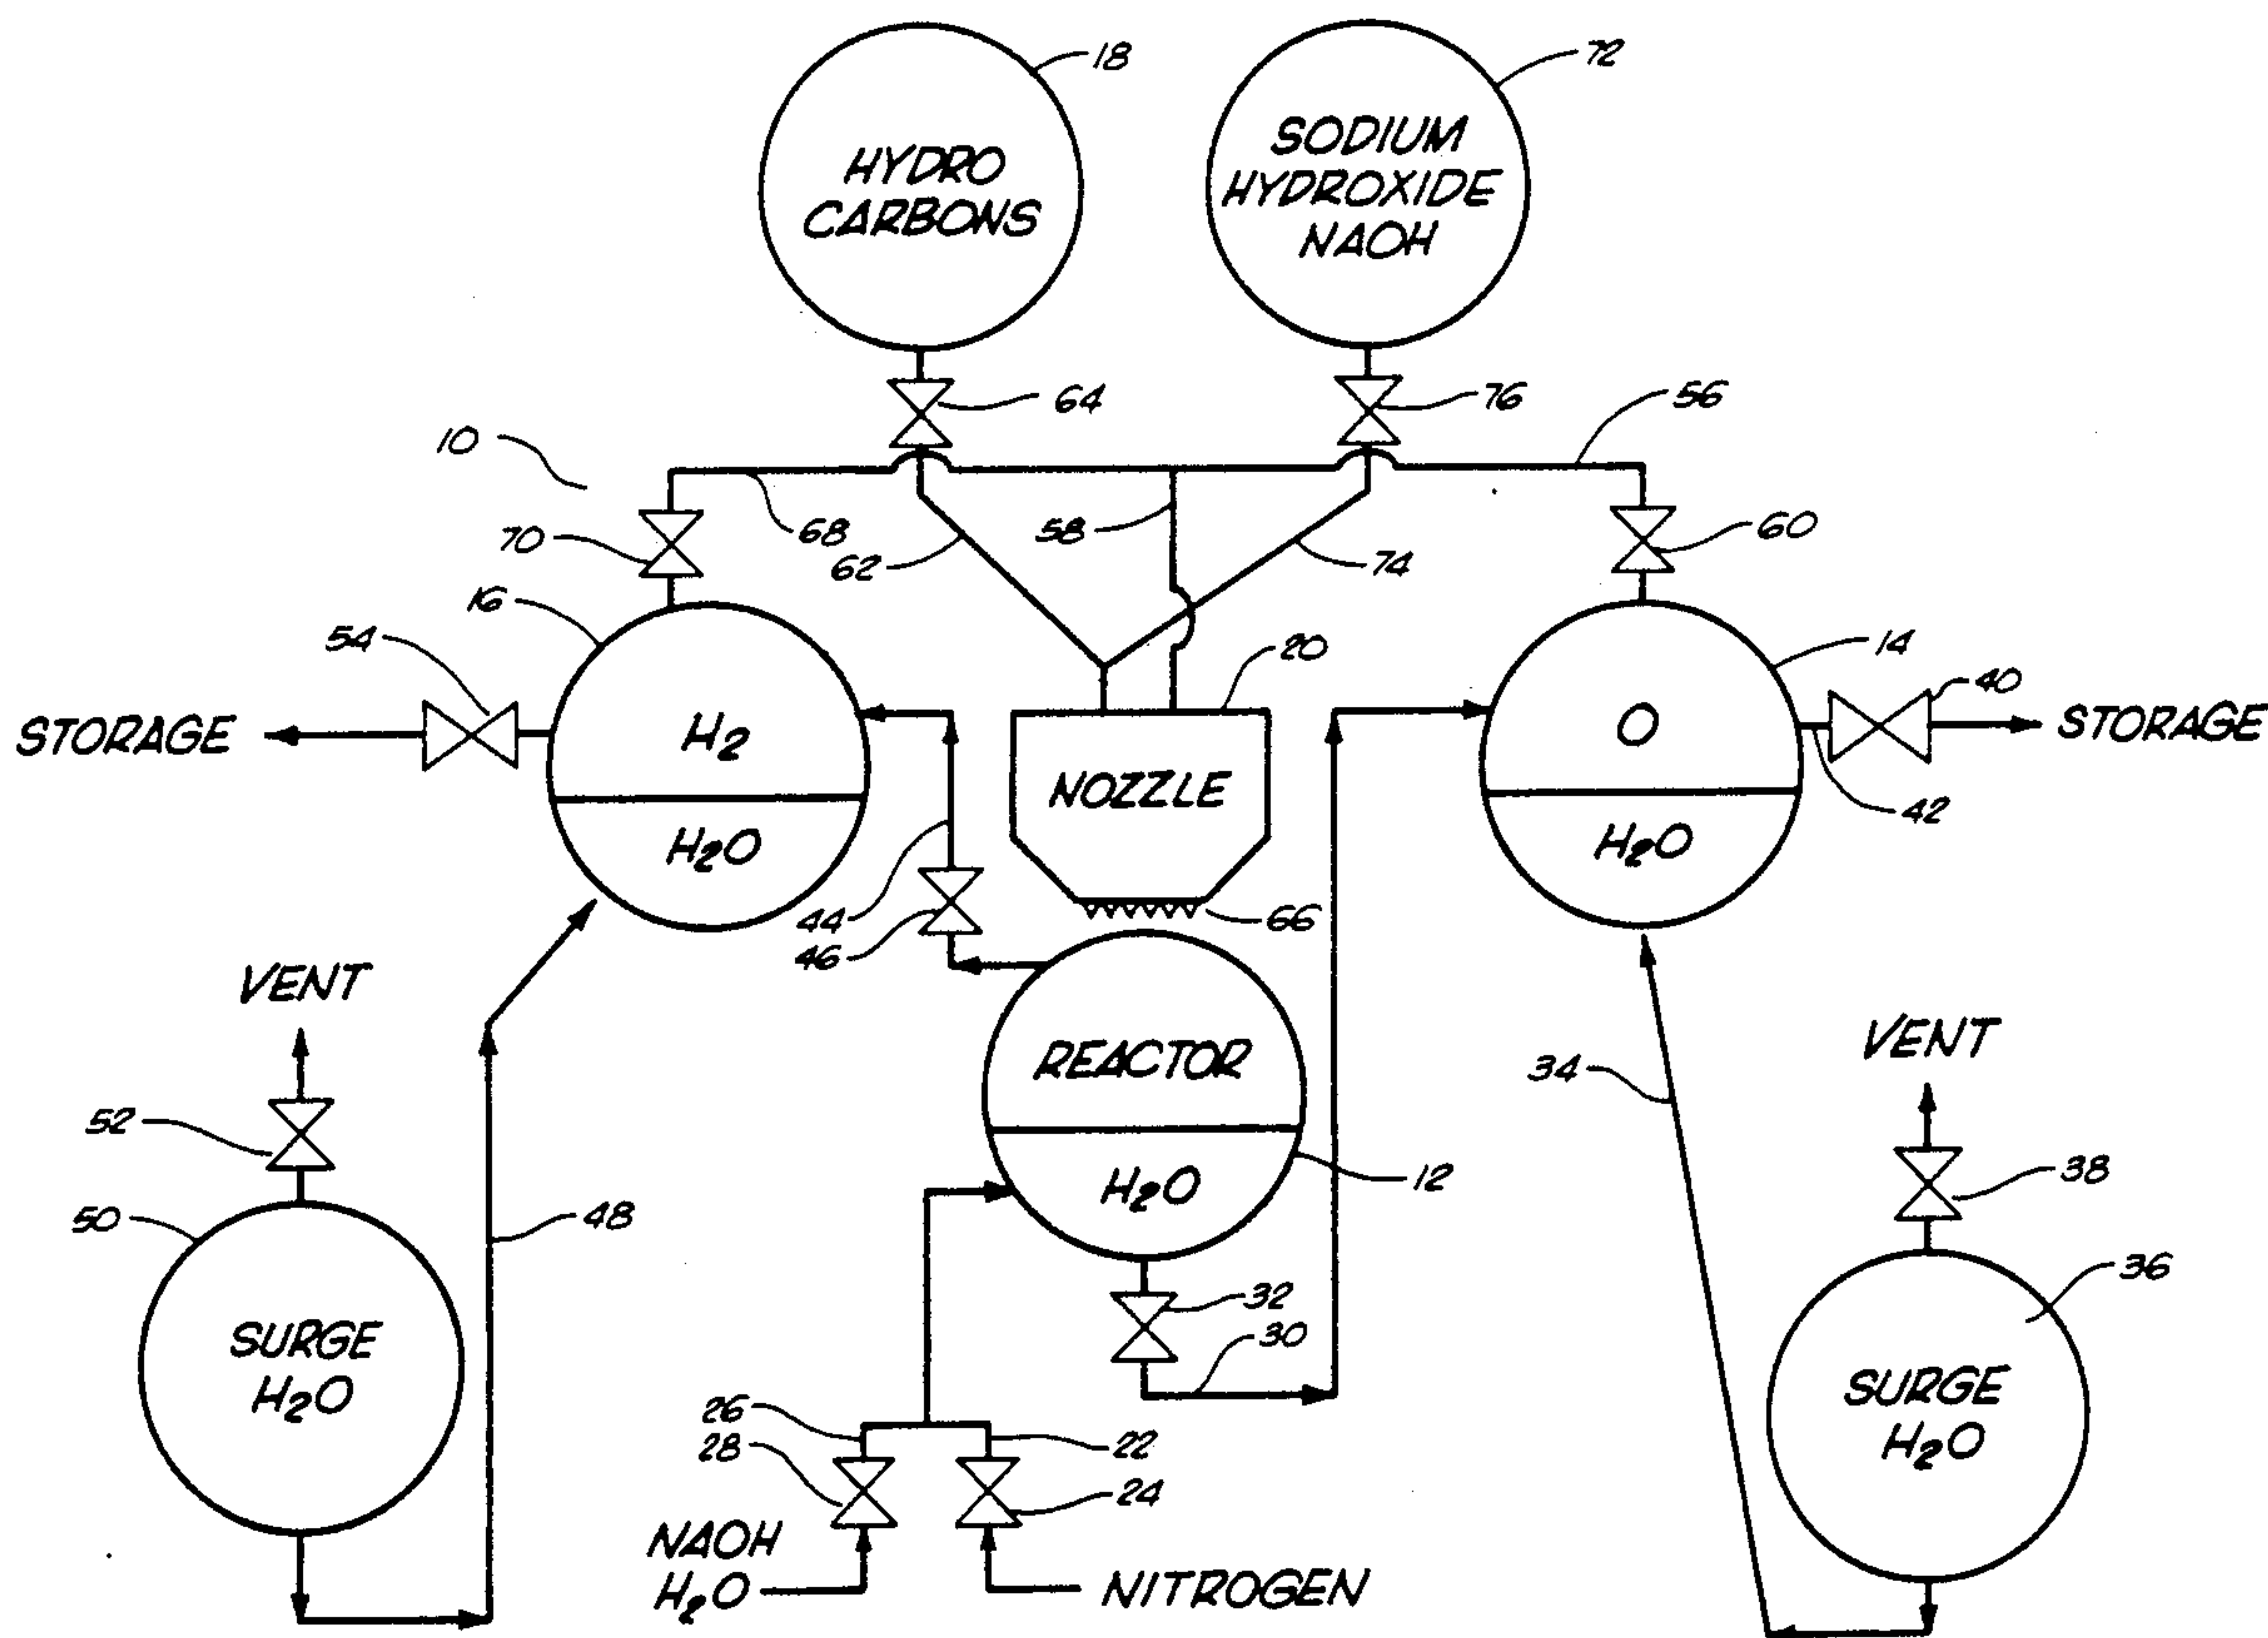 18
72
HYDRO
CARBONS
SODIUM
HYDROXIDE
NAOH
64
76
56
10
70
68
62
58
74
60
16
54
20
14
40
STORAGE
H2
NOZZLE
O
STORAGE
42
H2O
H2O
44
46
66
VENT
REACTOR
VENT
34
52
H2O
12
38
50
48
32
36
30
SURGE
H2O
SURGE
H2O
26
22
28
24
NAOH
H2O
NITROGEN